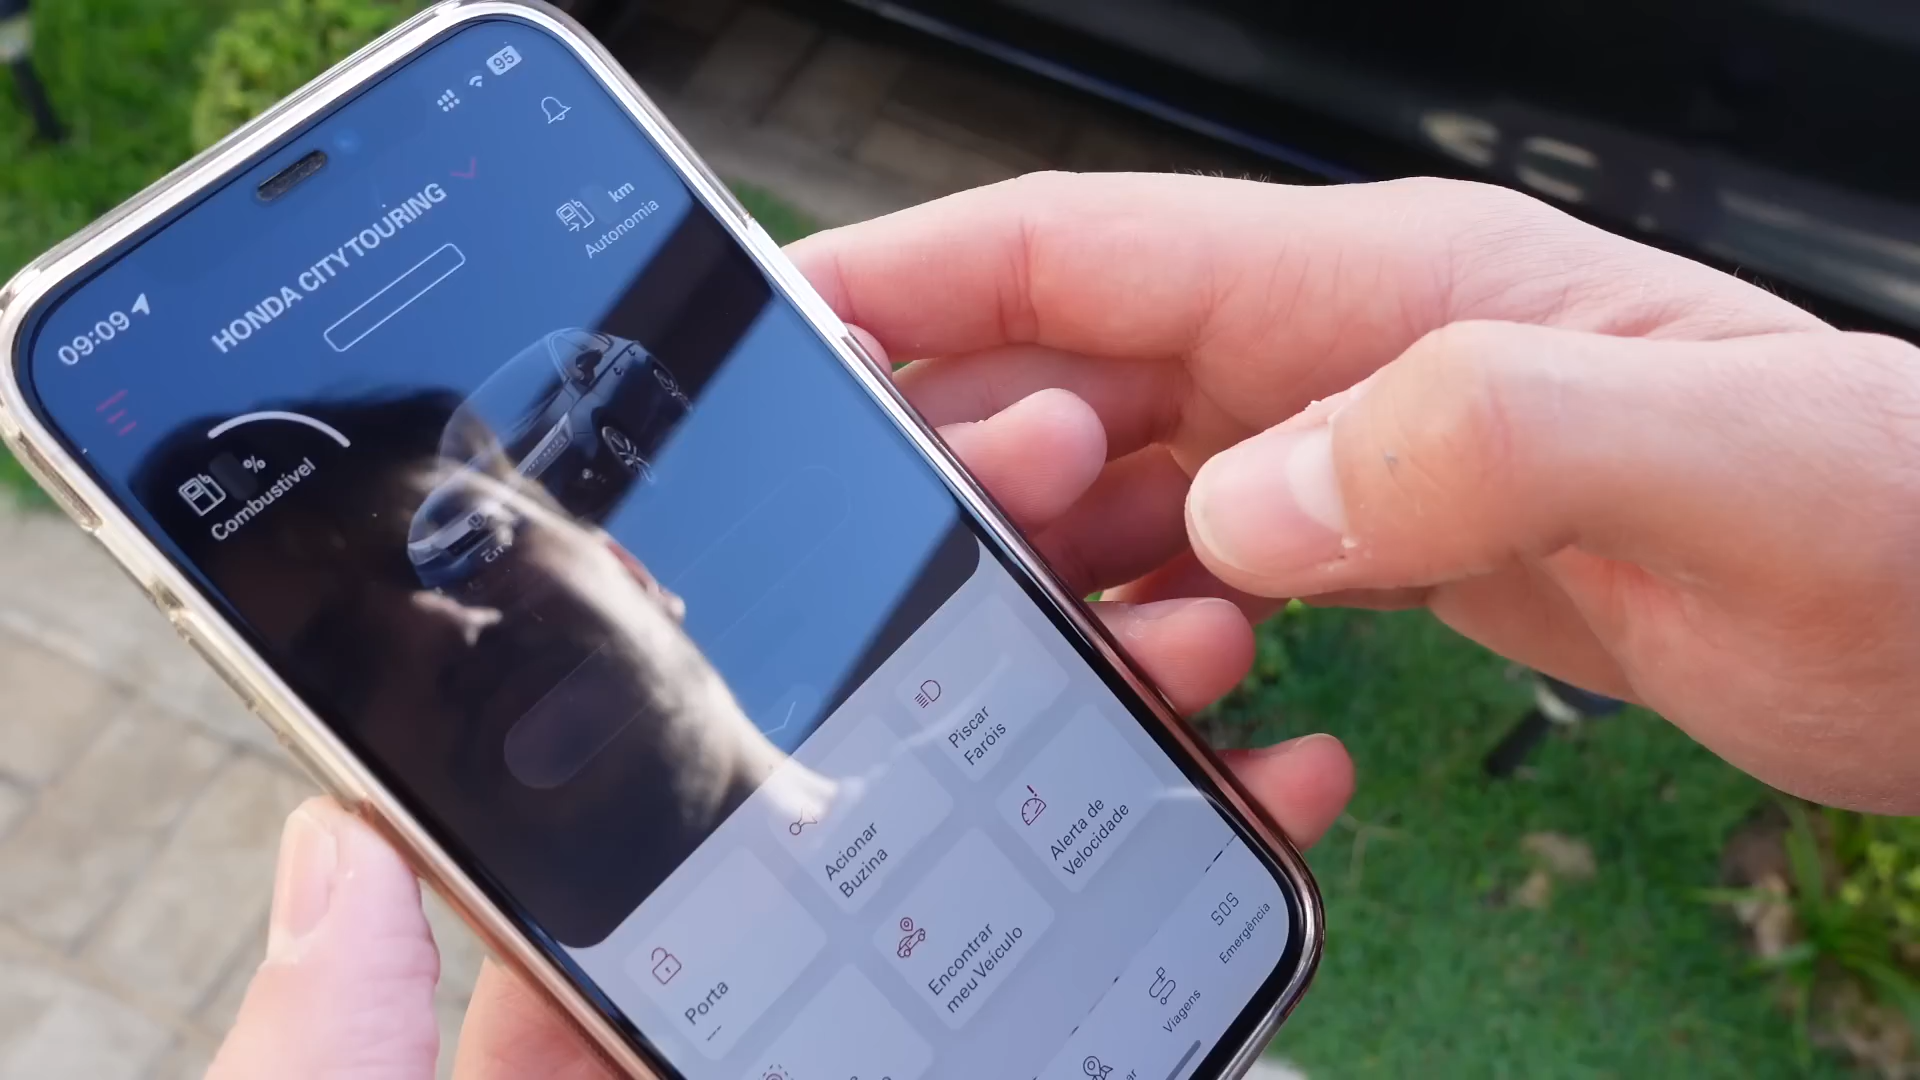 09:09
95
HONDA CITY TOURING
km
Autonomia
%
Combustível
Piscar
Faróis
Acionar
Buzina
Alerta de
Velocidade
Porta
Encontrar
meu Veículo
SOS
Emergência
Viagens